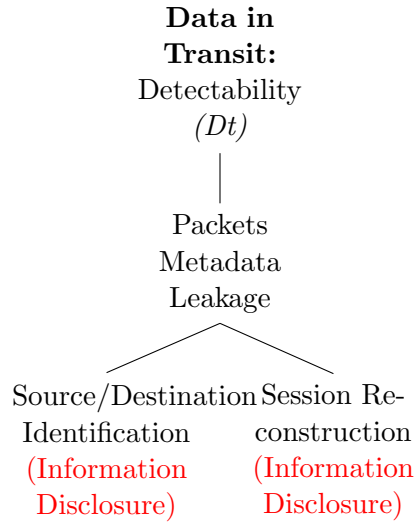 Data in
Transit:
Detectability
(Dt)
Packets
Metadata
Leakage
Source/Destination
Identification
(Information
Disclosure)
Session Re-
construction
(Information
Disclosure)